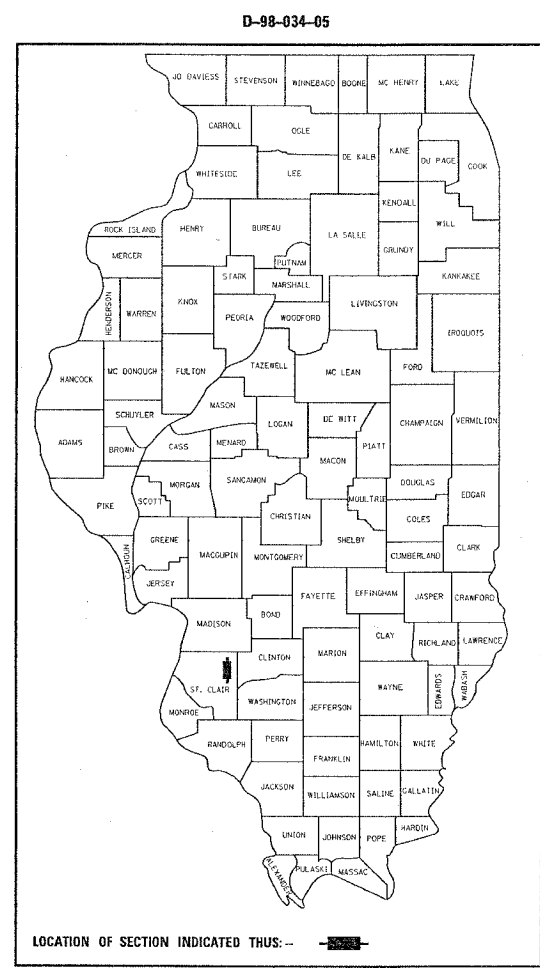 D-98-034-05
JO DAVIESS STEVENSON WINNEBAGO BOONE MC HENRY LAKE
CARROLL OGLE
DE KALB KANE DU PAGE COOK
WHITESIDE LEE
KENDALL
WILL
ROCK ISLAND HENRY BUREAU LA SALLE GRUNDY
MERCER PUTNAM
STARK MARSHALL KANKAKEE
HENDERSON WARREN KNOX PEORIA WOODFORD LIVINGSTON
IROQUOIS
HANCOCK MC DONOUGH FULTON TAZEWELL MC LEAN FORD
MASON
SCHUYLER LOGAN DE WITT CHAMPAIGN VERMILION
ADAMS BROWN CASS MENARD PIATT
MACON
MORGAN SANGAMON DOUGLAS
PIKE SCOTT MOULTRIE EDGAR
CHRISTIAN COLES
CALHOUN GREENE MACOUPIN MONTGOMERY SHELBY CUMBERLAND CLARK
JERSEY
FAYETTE EFFINGHAM JASPER CRAWFORD
MADISON BOND
CLAY RICHLAND LAWRENCE
CLINTON MARION
ST. CLAIR WAYNE EDWARDS WABASH
MONROE WASHINGTON JEFFERSON
RANDOLPH PERRY HAMILTON WHITE
FRANKLIN
JACKSON WILLIAMSON SALINE GALLATIN
UNION JOHNSON POPE HARDIN
ALEXANDER PULASKI MASSAC
LOCATION OF SECTION INDICATED THUS:-